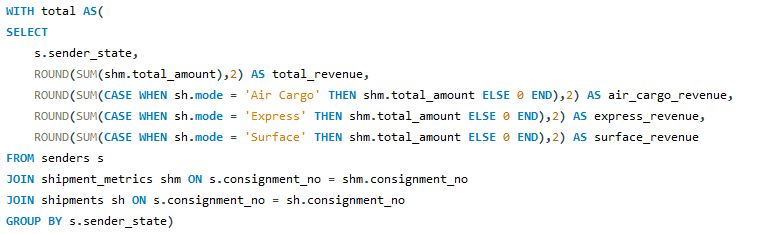 WITH total AS(
SELECT
    s.sender_state,
    ROUND(SUM(shm.total_amount),2) AS total_revenue,
    ROUND(SUM(CASE WHEN sh.mode = 'Air Cargo' THEN shm.total_amount ELSE 0 END),2) AS air_cargo_revenue,
    ROUND(SUM(CASE WHEN sh.mode = 'Express' THEN shm.total_amount ELSE 0 END),2) AS express_revenue,
    ROUND(SUM(CASE WHEN sh.mode = 'Surface' THEN shm.total_amount ELSE 0 END),2) AS surface_revenue
FROM senders s
JOIN shipment_metrics shm ON s.consignment_no = shm.consignment_no
JOIN shipments sh ON s.consignment_no = sh.consignment_no
GROUP BY s.sender_state)